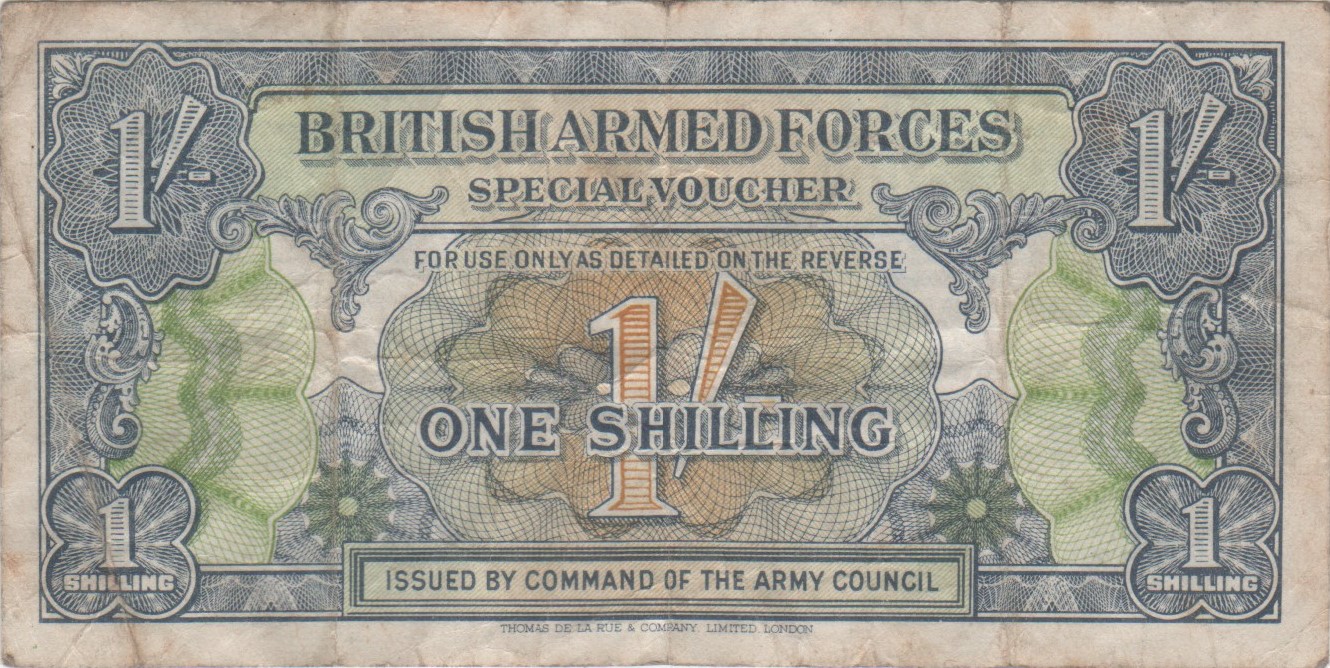 1/-
1/-
BRITISH ARMED FORCES
SPECIAL VOUCHER
FOR USE ONLY AS DETAILED ON THE REVERSE
1/-
ONE SHILLING
1
SHILLING
1
SHILLING
ISSUED BY COMMAND OF THE ARMY COUNCIL
THOMAS DE LA RUE & COMPANY, LIMITED, LONDON